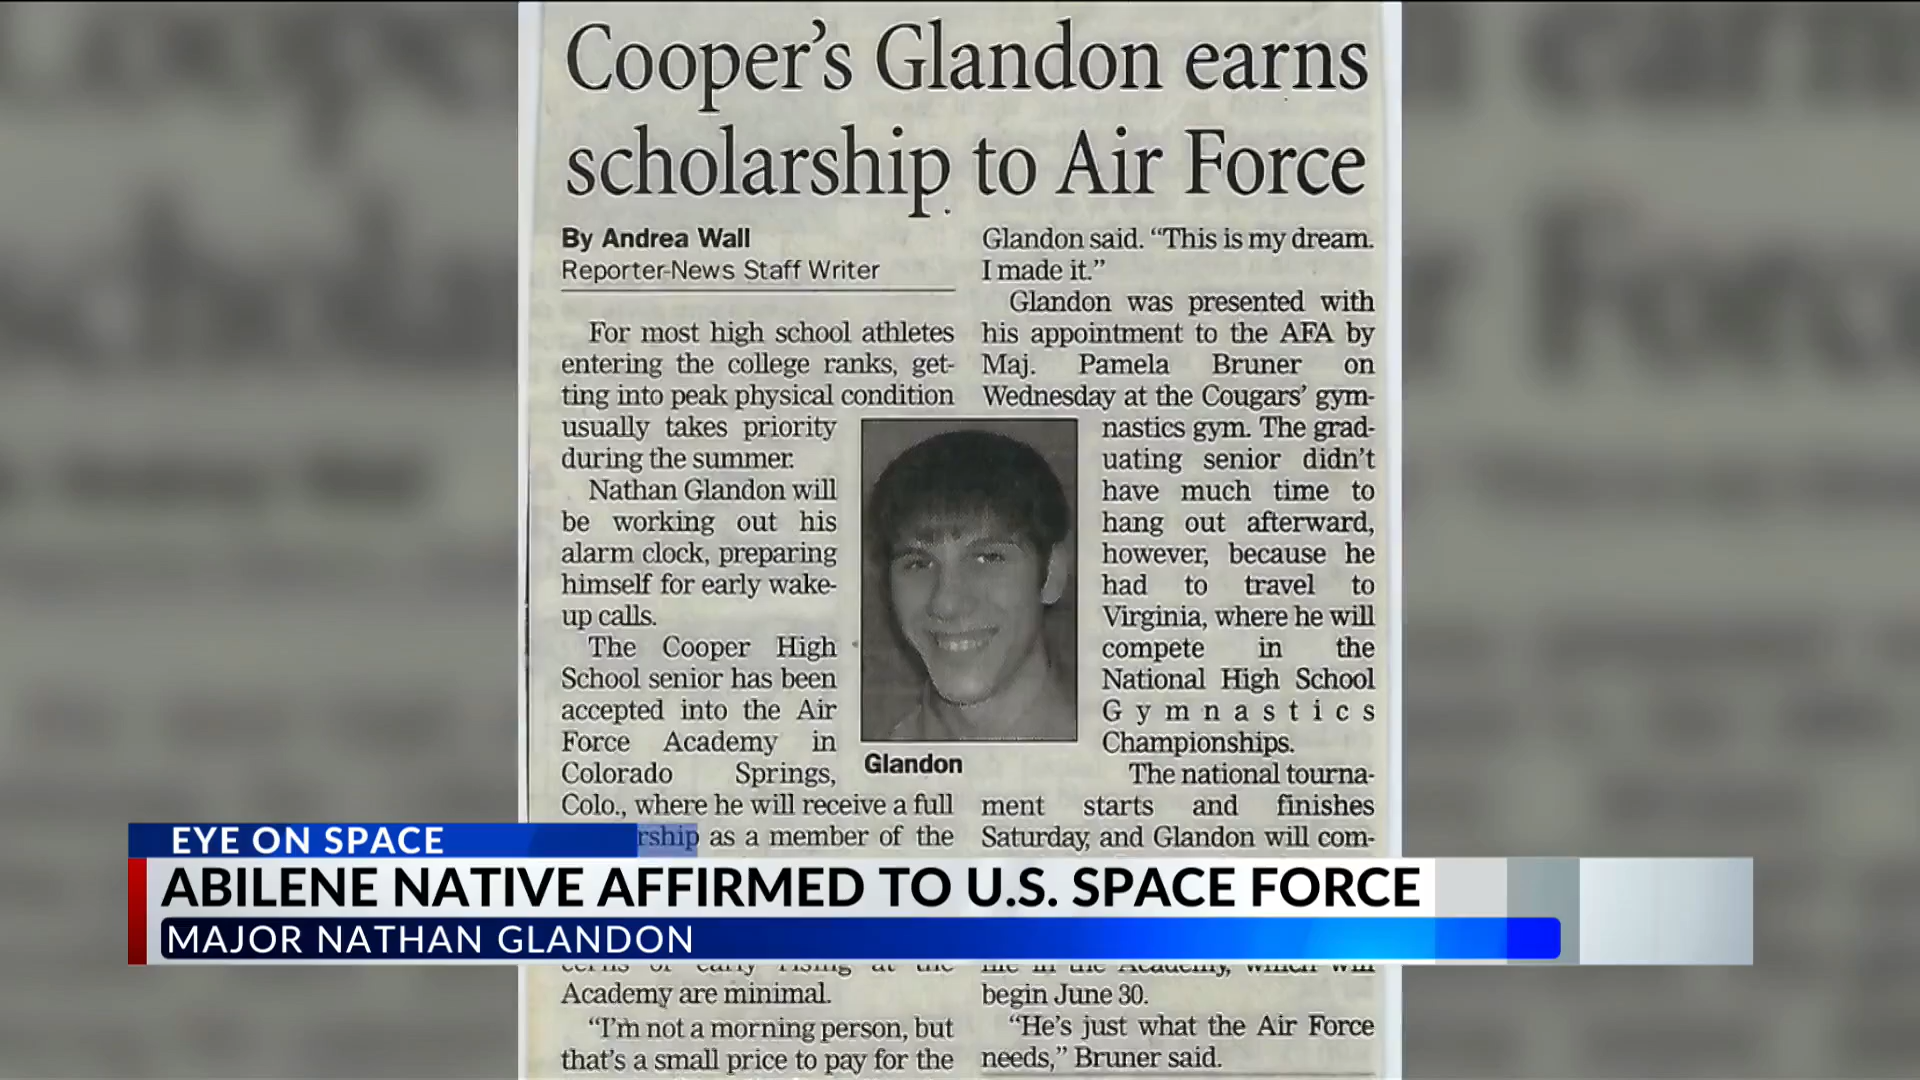 Cooper's Glandon earns
scholarship to Air Force
By Andrea Wall
Reporter-News Staff Writer
For most high school athletes
entering the college ranks, get-
ting into peak physical condition
usually takes priority
during the summer.
Nathan Glandon will
be working out his
alarm clock, preparing
himself for early wake-
up calls.
The Cooper High
School senior has been
accepted into the Air
Force Academy in
Colorado Springs,
Colo., where he will receive a full
rship as a member of the
Academy are minimal.
“I'm not a morning person, but
that's a small price to pay for the
Glandon said. “This is my dream.
I made it.”
Glandon was presented with
his appointment to the AFA by
Maj. Pamela Bruner on
Wednesday at the Cougars’ gym-
nastics gym. The grad-
uating senior didn't
have much time to
hang out afterward,
however, because he
had to travel to
Virginia, where he will
compete in the
National High School
Gymnastics
Championships.
The national tourna-
ment starts and finishes
Saturday, and Glandon will com-
begin June 30.
“He's just what the Air Force
needs,” Bruner said.
Glandon
EYE ON SPACE
ABILENE NATIVE AFFIRMED TO U.S. SPACE FORCE
MAJOR NATHAN GLANDON